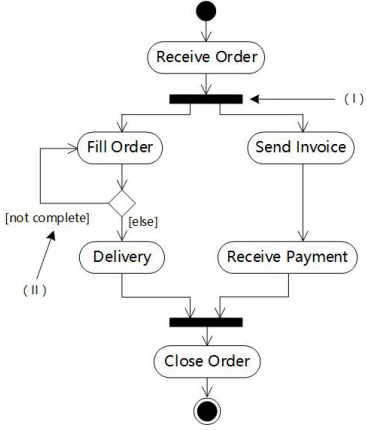 Receive Order
( I )
Fill Order
Send Invoice
[not complete]
[else]
Delivery
Receive Payment
( II )
Close Order